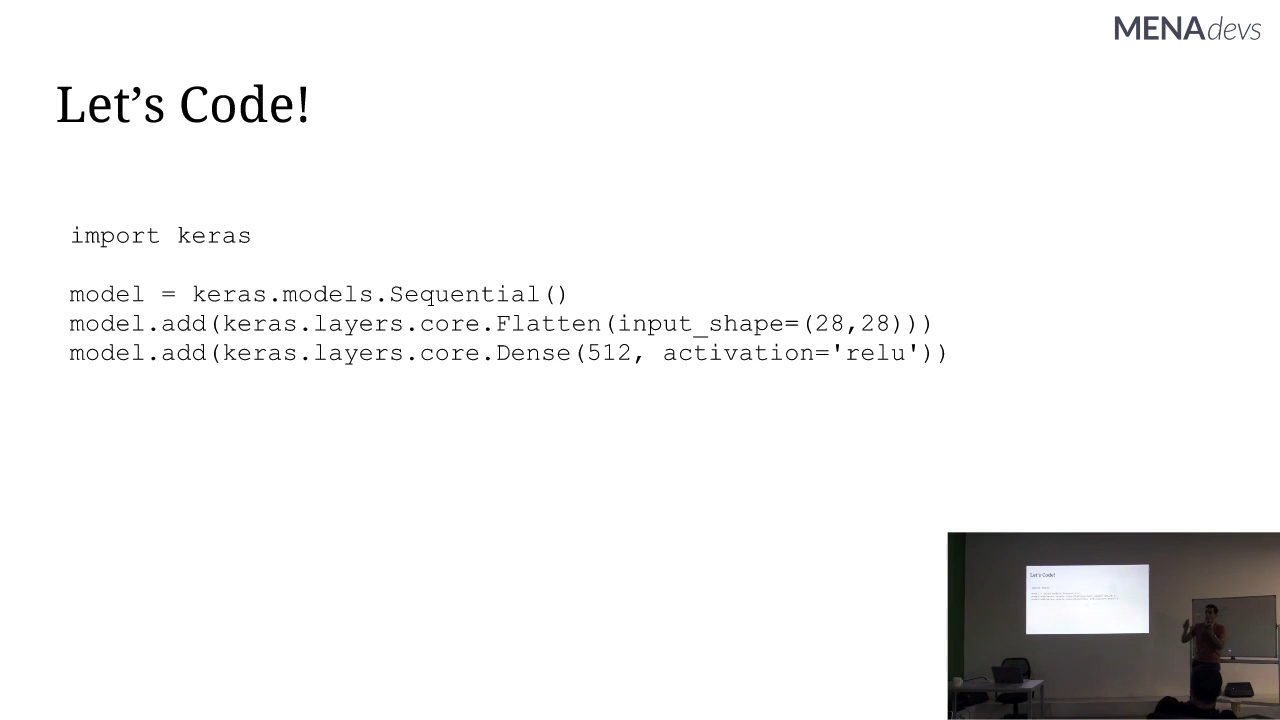 MENAdevs
Let’s Code!
import keras
model = keras.models.Sequential()
model.add(keras.layers.core.Flatten(input_shape=(28,28)))
model.add(keras.layers.core.Dense(512, activation='relu'))
Let's Code!